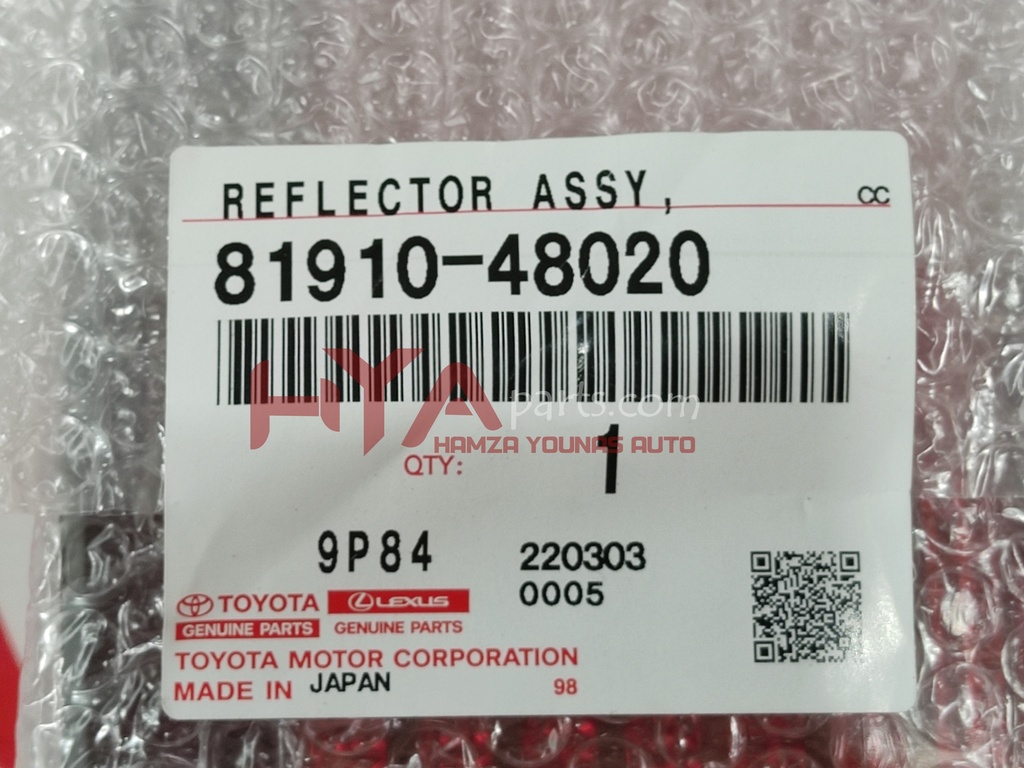 REFLECTOR ASSY, CC
81910-48020
HYA parts.com
HAMZA YOUNAS AUTO
QTY: 1
9P84 220303
0005
TOYOTA LEXUS
GENUINE PARTS GENUINE PARTS
TOYOTA MOTOR CORPORATION
MADE IN JAPAN 98